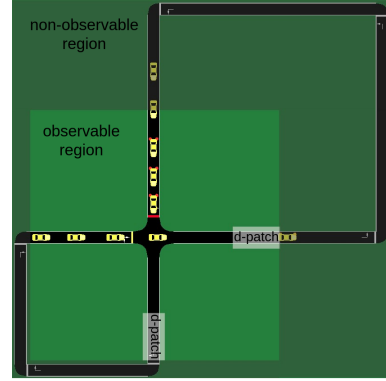 non-observable
region
observable
region
d-patch
d-patch